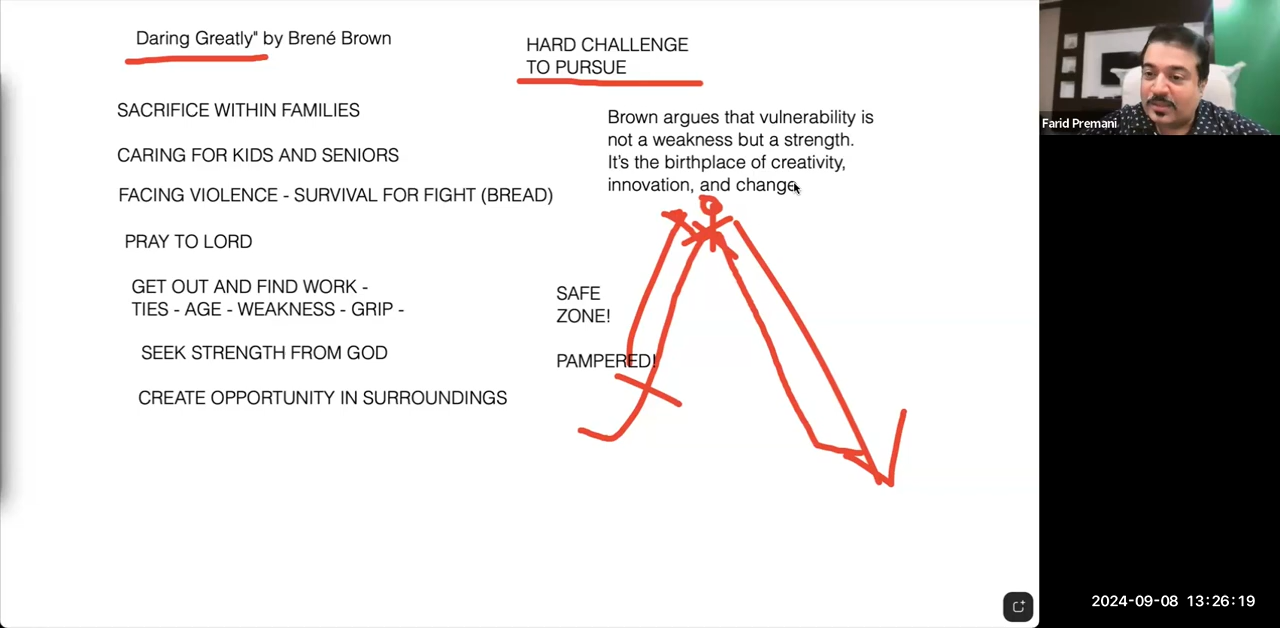 Daring Greatly" by Brené Brown
SACRIFICE WITHIN FAMILIES
CARING FOR KIDS AND SENIORS
FACING VIOLENCE - SURVIVAL FOR FIGHT (BREAD)
PRAY TO LORD
GET OUT AND FIND WORK -
TIES - AGE - WEAKNESS - GRIP -
SEEK STRENGTH FROM GOD
CREATE OPPORTUNITY IN SURROUNDINGS
HARD CHALLENGE
TO PURSUE
Brown argues that vulnerability is
not a weakness but a strength.
It's the birthplace of creativity,
innovation, and change
SAFE
ZONE!
PAMPERED!
Farid Premani
2024-09-08 13:26:19